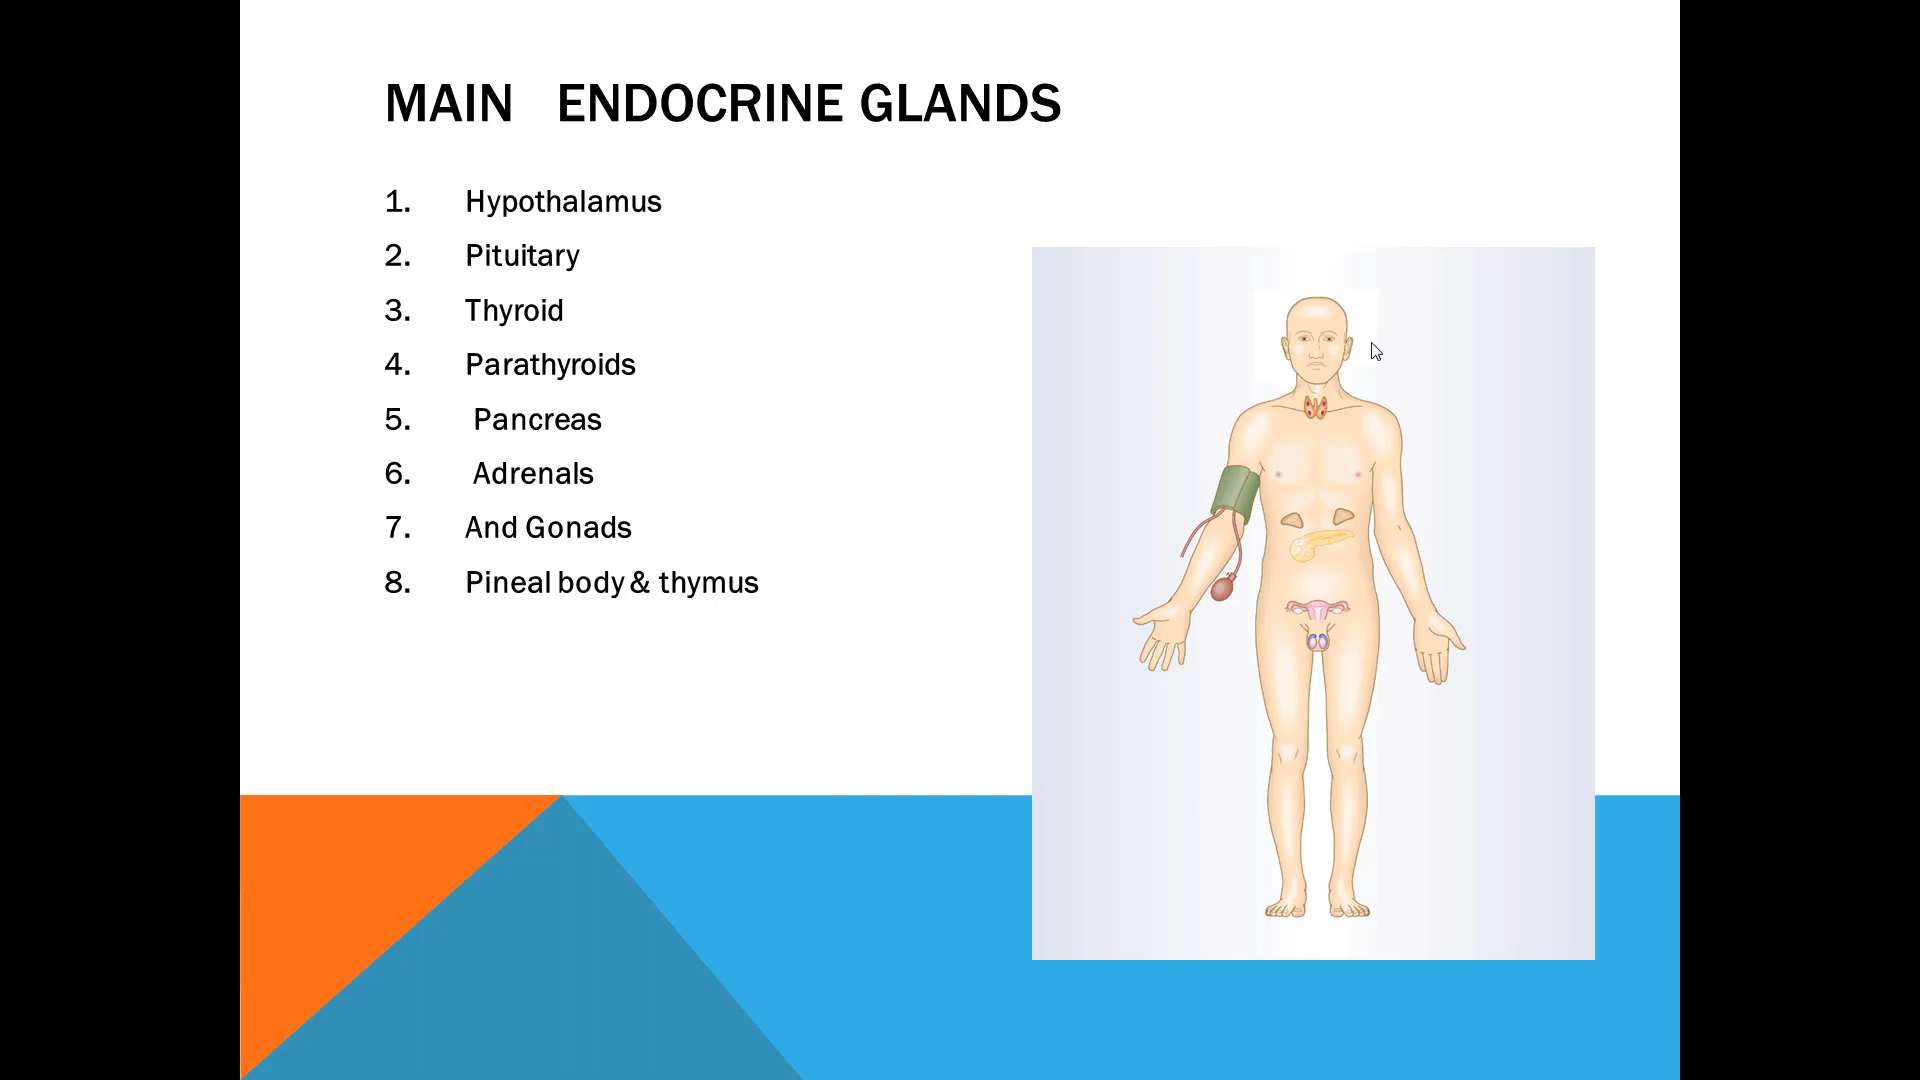 MAIN ENDOCRINE GLANDS
1. Hypothalamus
2. Pituitary
3. Thyroid
4. Parathyroids
5. Pancreas
6. Adrenals
7. And Gonads
8. Pineal body & thymus